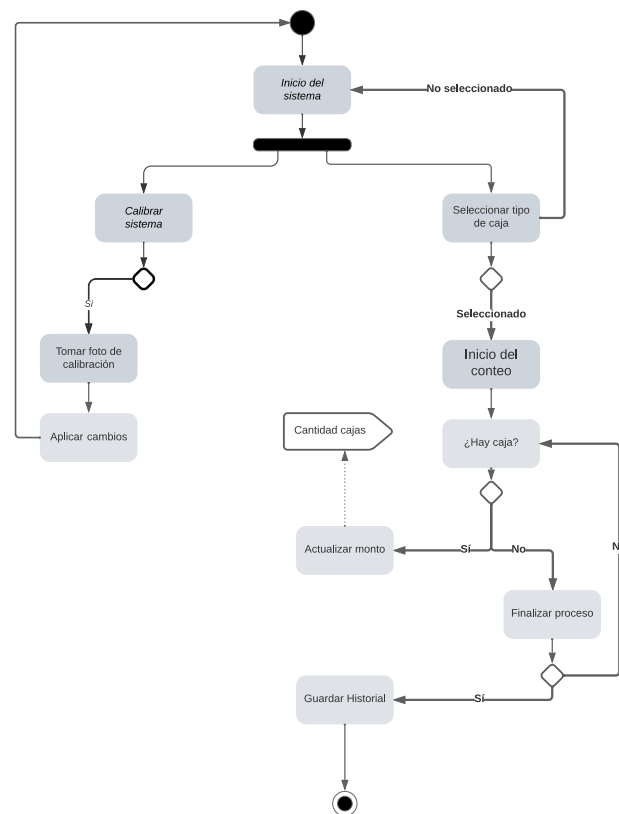 Inicio del
sistema
No seleccionado
Calibrar
sistema
Seleccionar tipo
de caja
Si
Seleccionado
Tomar foto de
calibración
Inicio del
conteo
Aplicar cambios
Cantidad cajas
¿Hay caja?
Actualizar monto
Sí
No
Finalizar proceso
Guardar Historial
Sí